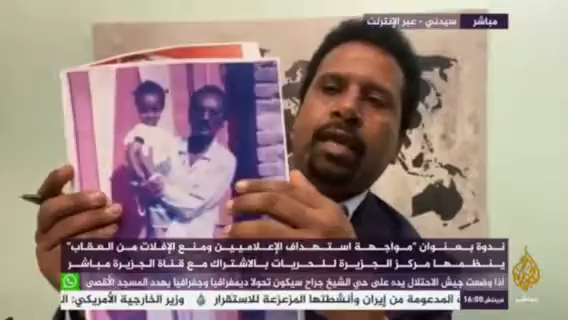 مباشر سيدني - عبر الإنترنت
ندوة بعنوان "مواجهة استهداف الإعلاميين ومنع الإفلات من العقاب"
ينظمها مركز الجزيرة للحريات بالاشتراك مع قناة الجزيرة مباشر
أذا وضعت جيش الاحتلال يده على حي الشيخ جراح سيكون تحولا ديمغرافيا وجغرافيا يهدد المسجد الأقصى
مباشر
غرينتش 16:00 المدعومة من إيران وأنشطتها المزعزعة للاستقرار وزير الخارجية الأمريكي: